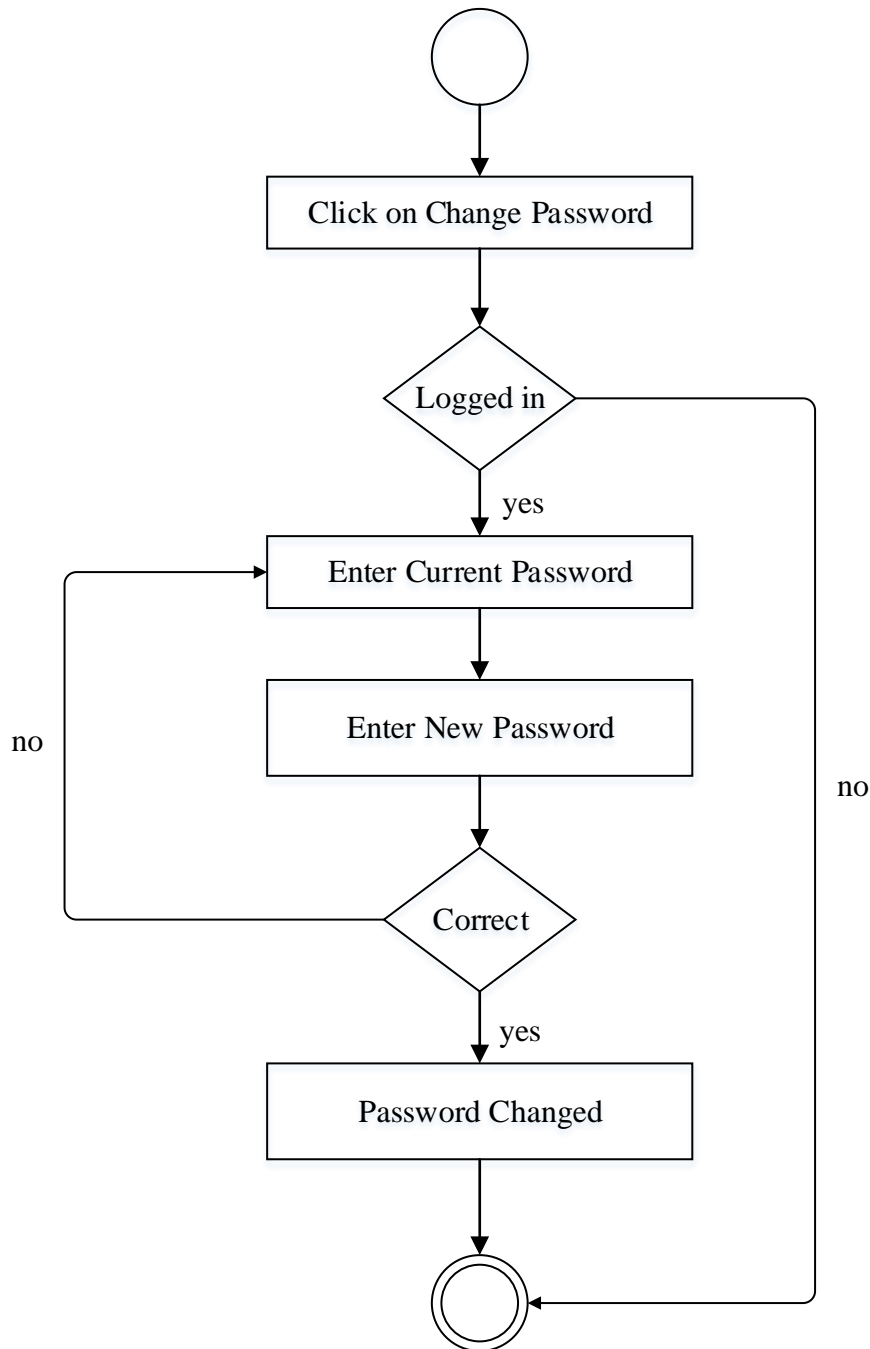 Click on Change Password
Logged in
yes
Enter Current Password
Enter New Password
no
no
Correct
yes
Password Changed